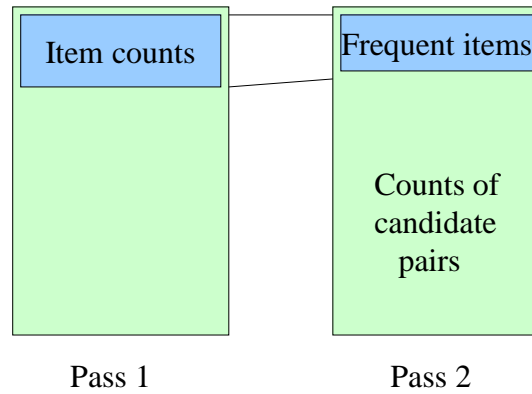 Item counts
Frequent items
Counts of
candidate
pairs
Pass 1
Pass 2